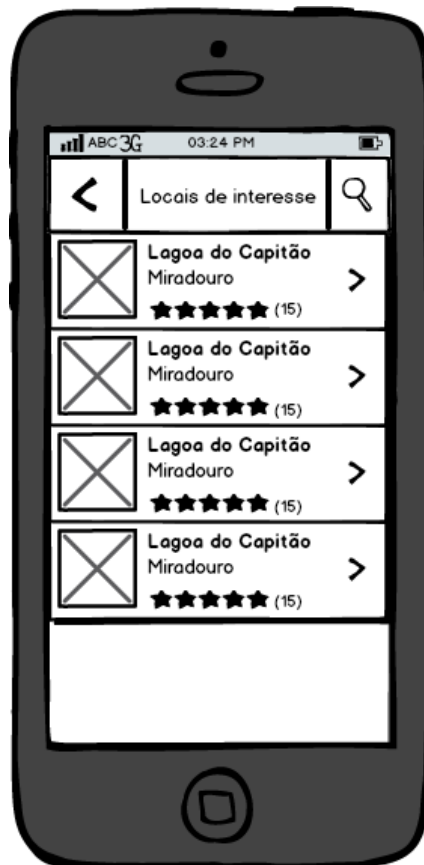 ABC 3G 03:24 PM
Locais de interesse
Lagoa do Capitão
Miradouro
(15)
Lagoa do Capitão
Miradouro
(15)
Lagoa do Capitão
Miradouro
(15)
Lagoa do Capitão
Miradouro
(15)